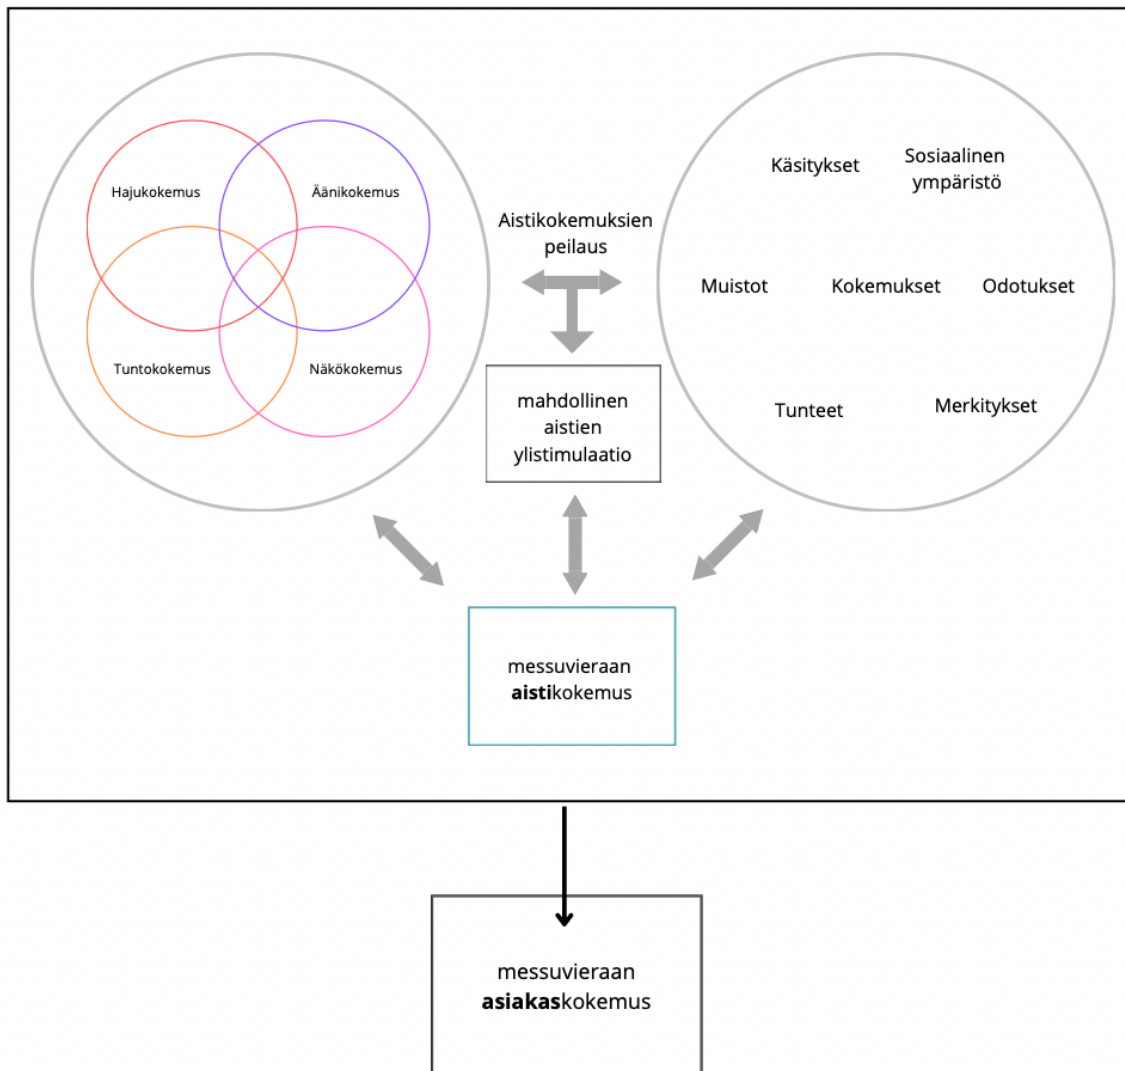 Hajukokemus
Äänikokemus
Tuntokokemus
Näkökokemus
Aistikokemuksien
peilaus
mahdollinen
aistien
ylistimulaatio
Käsitykset
Sosiaalinen
ympäristö
Muistot
Kokemukset
Odotukset
Tunteet
Merkitykset
messuvieraan
aistikokemus
messuvieraan
asiakaskokemus